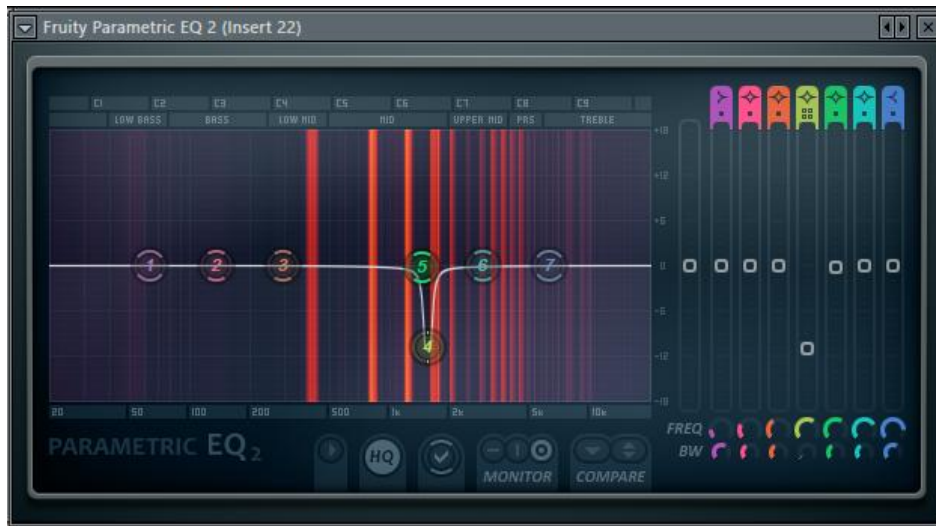 Fruity Parametric EQ 2 (Insert 22)
C1 C2 C3 C4 C5 C6 C7 C8 C9
LOW BASS BASS LOW MID MID UPPER MID PRS TREBLE
+18
+12
+6
0
-6
-12
-18
1 2 3 5 6 7
4
20 50 100 200 500 1k 2k 5k 10k
FREQ
BW
PARAMETRIC EQ 2
HQ
MONITOR
COMPARE